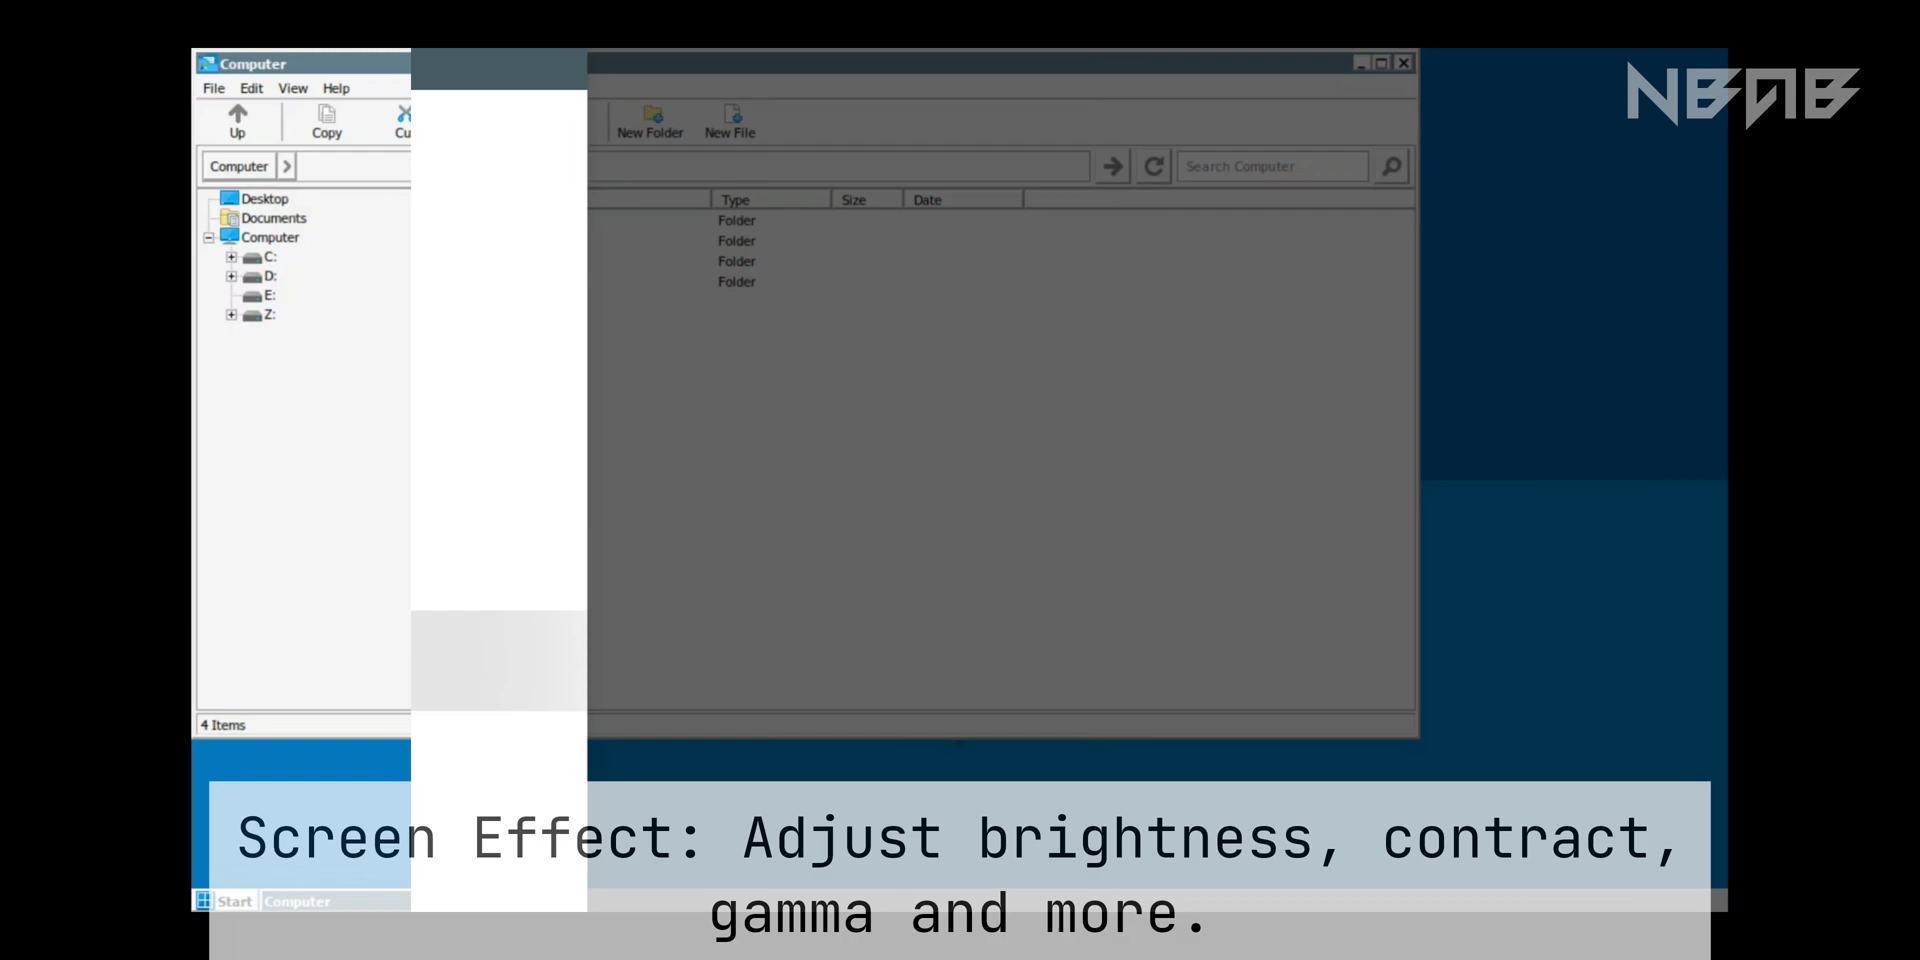 Computer
NBAB
File Edit View Help
Up Copy Cu New Folder New File
Computer Search Computer
Desktop
Documents
Computer
C:
D:
E:
Z:
Type Size Date
Folder
Folder
Folder
Folder
4 Items
Screen Effect: Adjust brightness, contract,
gamma and more.
Start Computer